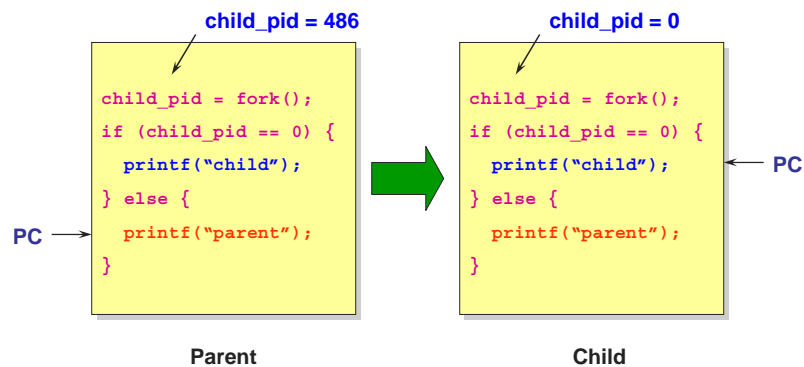 child_pid = 486
child_pid = fork();
if (child_pid == 0) {
printf(“child”);
} else {
printf(“parent”);
}
PC
Parent
child_pid = 0
child_pid = fork();
if (child_pid == 0) {
printf(“child”);
} else {
printf(“parent”);
}
PC
Child